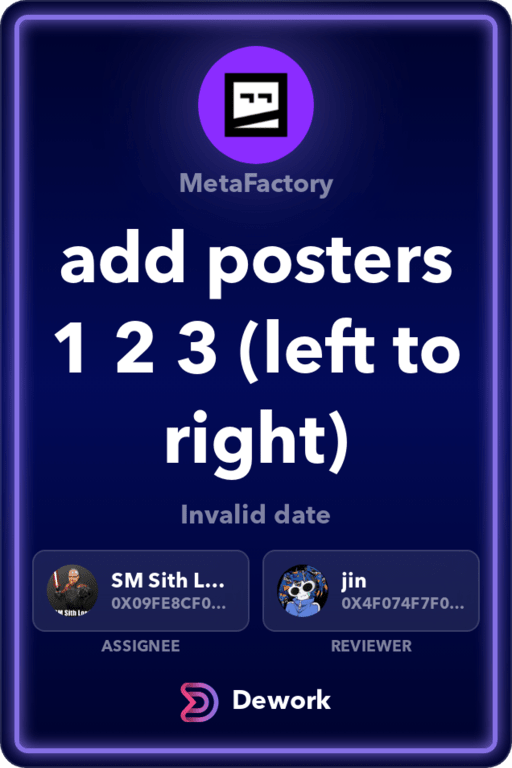 MetaFactory
add posters
1 2 3 (left to
right)
Invalid date
SM Sith L...
0X09FE8CF0...
ASSIGNEE
jin
0X4F074F7F0...
REVIEWER
Dework